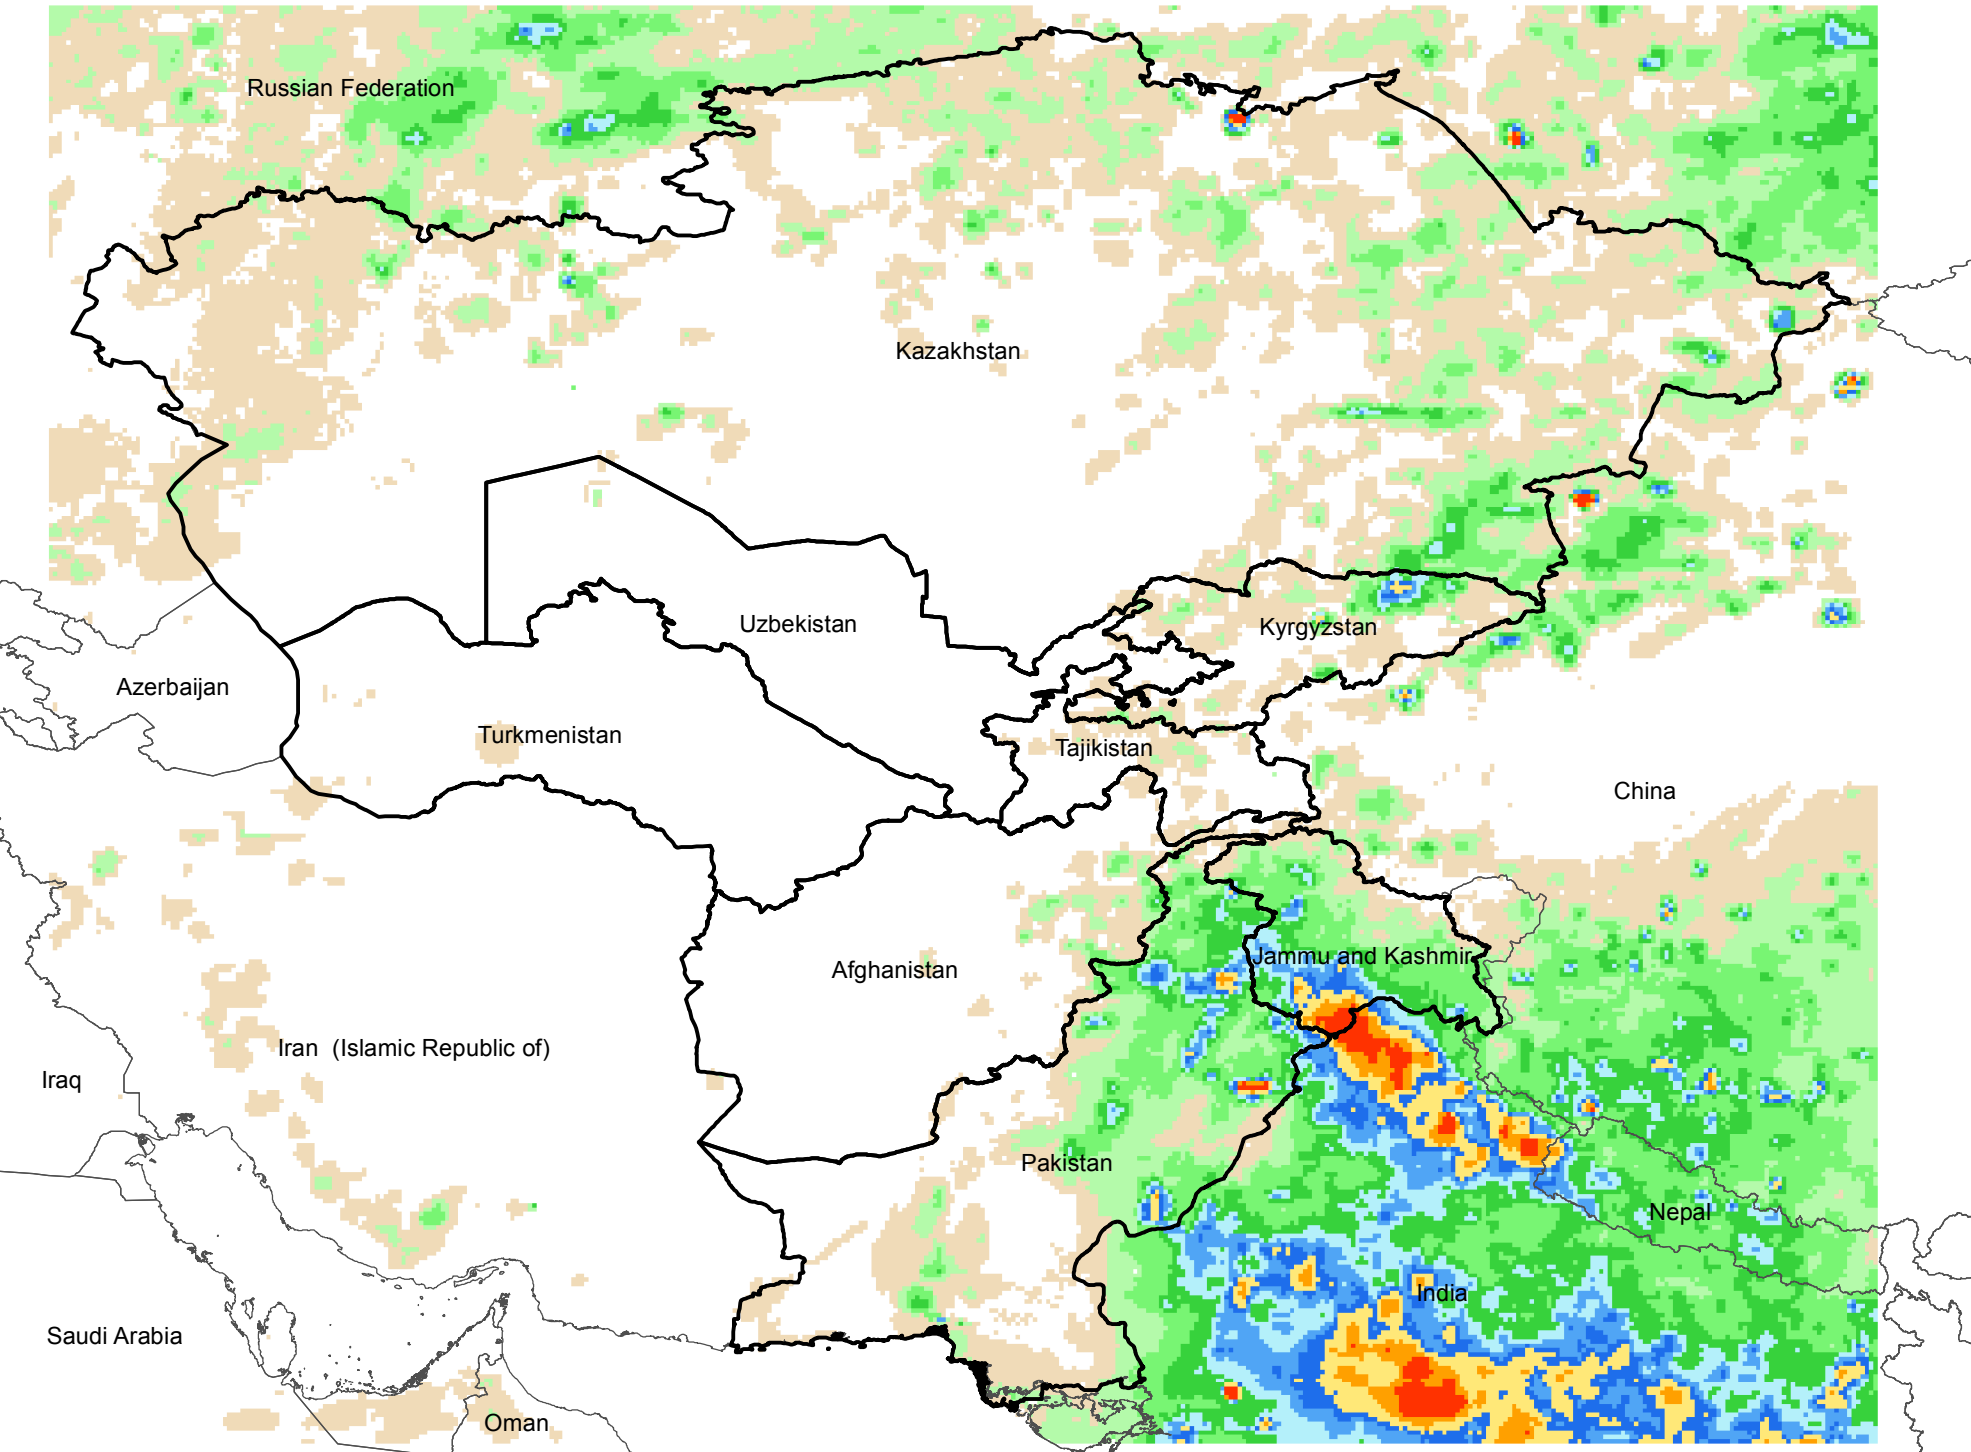 Russian Federation
Kazakhstan
Uzbekistan
Kyrgyzstan
Azerbaijan
Turkmenistan
Tajikistan
China
Jammu and Kashmir
Afghanistan
Iran  (Islamic Republic of)
Iraq
Pakistan
Nepal
India
Saudi Arabia
Oman